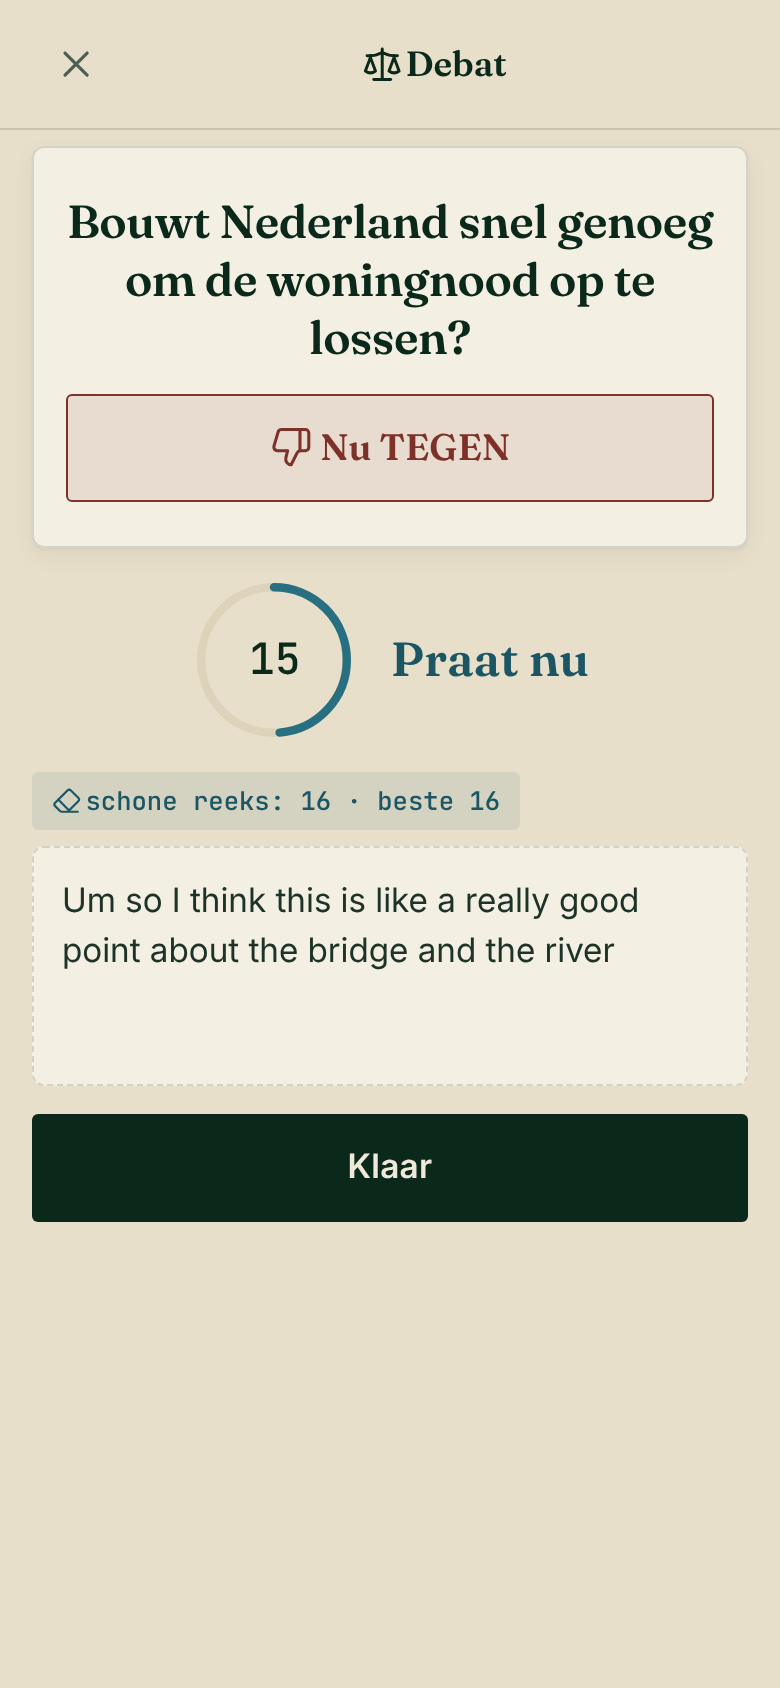 Debat
Bouwt Nederland snel genoeg
om de woningnood op te
lossen?
Nu TEGEN
15
Praat nu
schone reeks: 16 · beste 16
Um so I think this is like a really good
point about the bridge and the river
Klaar